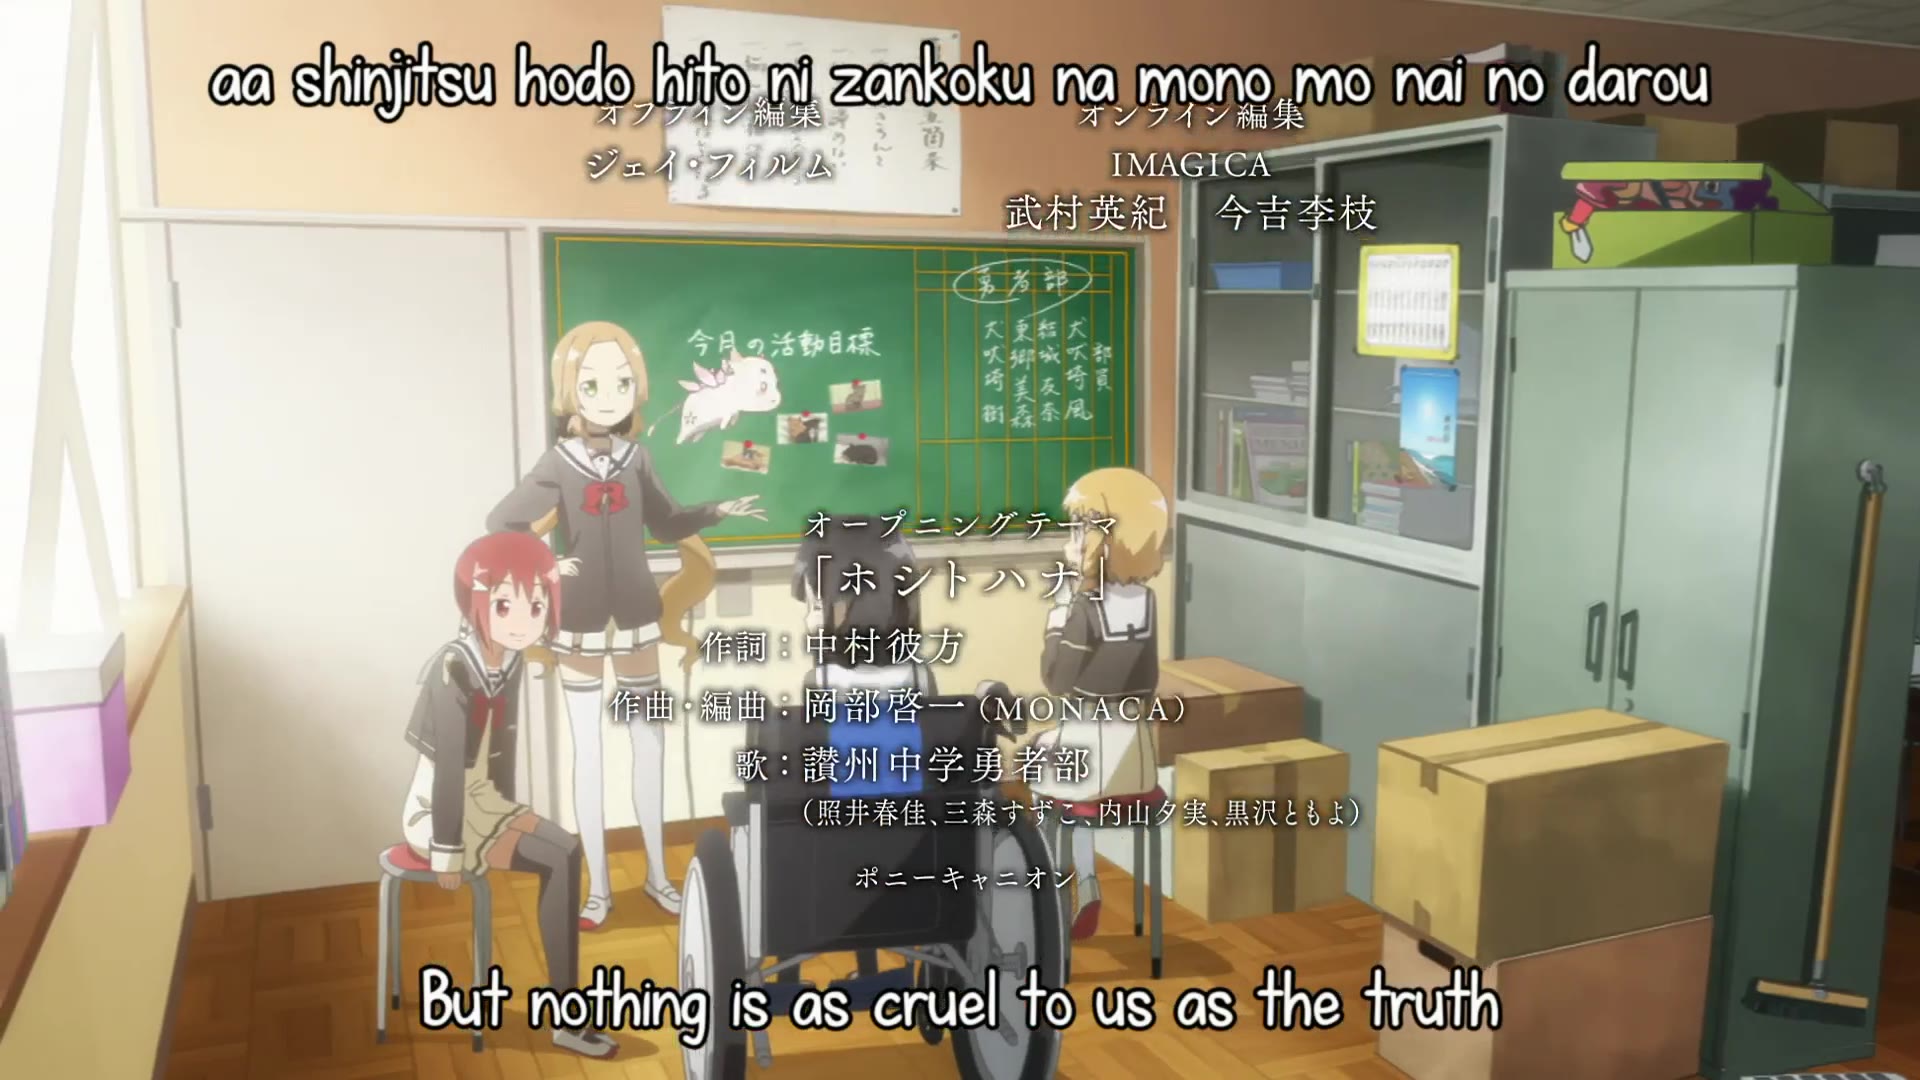 aa shinjitsu hodo hito ni zankoku na mono mo nai no darou
オフライン編集
ジェイ・フィルム
オンライン編集
IMAGICA
武村英紀 今吉李枝
勇者部
部員
犬吠埼 風
結城 友奈
東郷 美森
犬吠埼 樹
今月の活動目標
オープニングテーマ
「ホシトハナ」
作詞：中村彼方
作曲・編曲：岡部啓一（MONACA）
歌：讃州中学勇者部
（照井春佳、三森すずこ、内山夕実、黒沢ともよ）
ポニーキャニオン
But nothing is as cruel to us as the truth